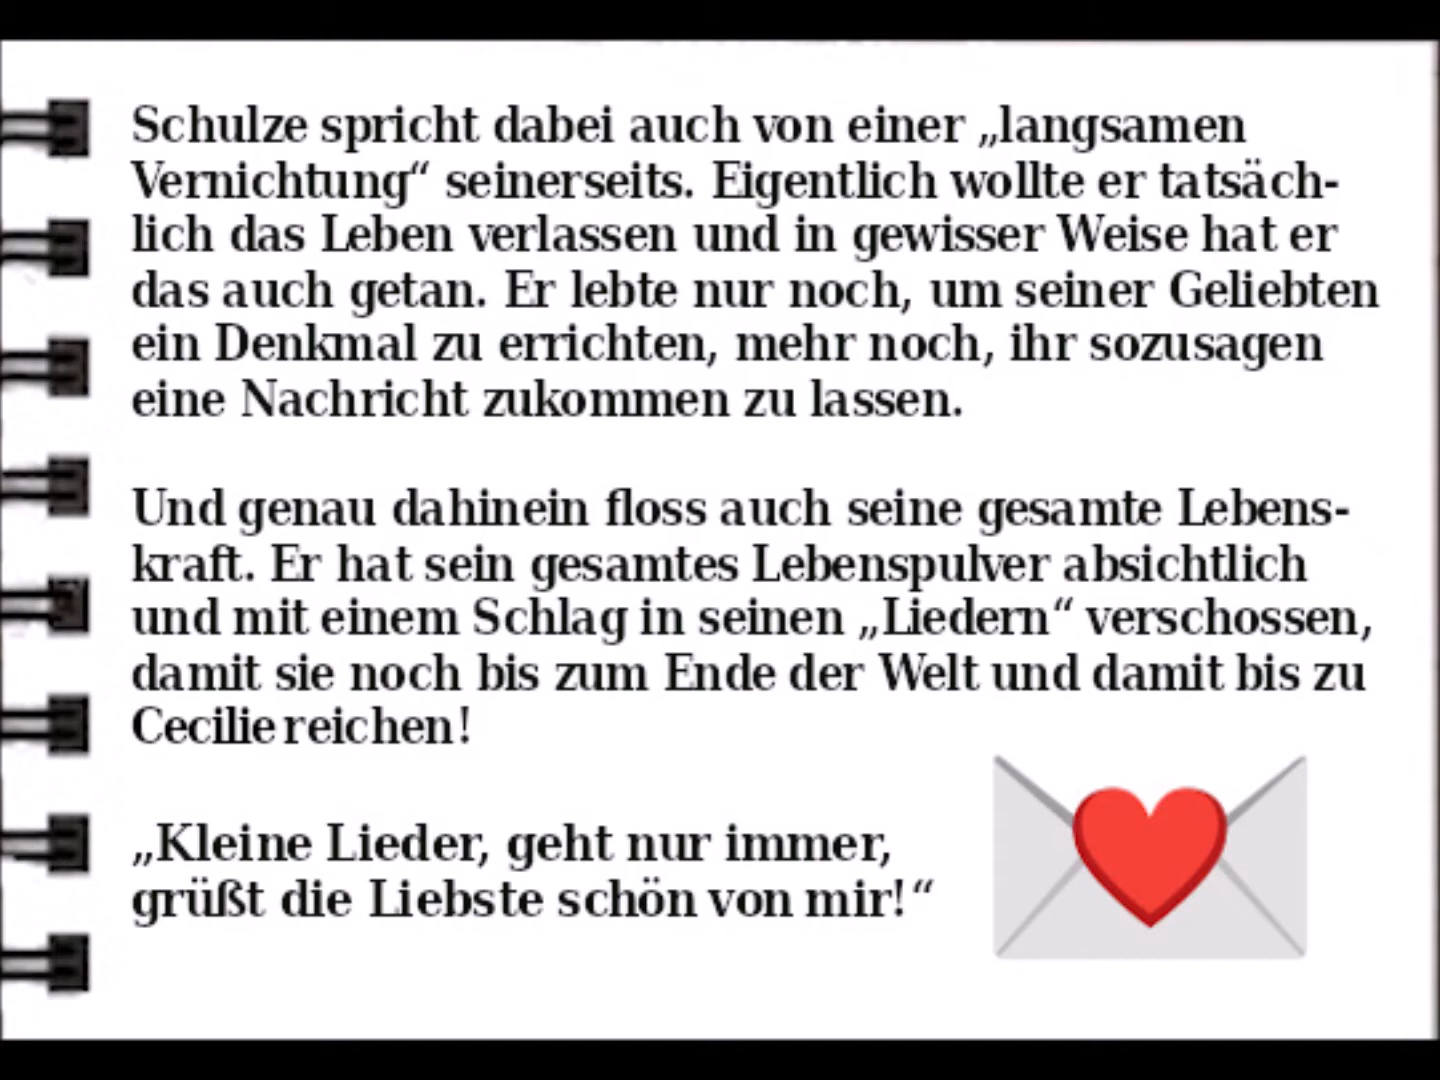 Schulze spricht dabei auch von einer „langsamen
Vernichtung“ seinerseits. Eigentlich wollte er tatsäch-
lich das Leben verlassen und in gewisser Weise hat er
das auch getan. Er lebte nur noch, um seiner Geliebten
ein Denkmal zu errichten, mehr noch, ihr sozusagen
eine Nachricht zukommen zu lassen.
Und genau dahinein floss auch seine gesamte Lebens-
kraft. Er hat sein gesamtes Lebenspulver absichtlich
und mit einem Schlag in seinen „Liedern“ verschossen,
damit sie noch bis zum Ende der Welt und damit bis zu
Cecilie reichen!
„Kleine Lieder, geht nur immer,
grüßt die Liebste schön von mir!“